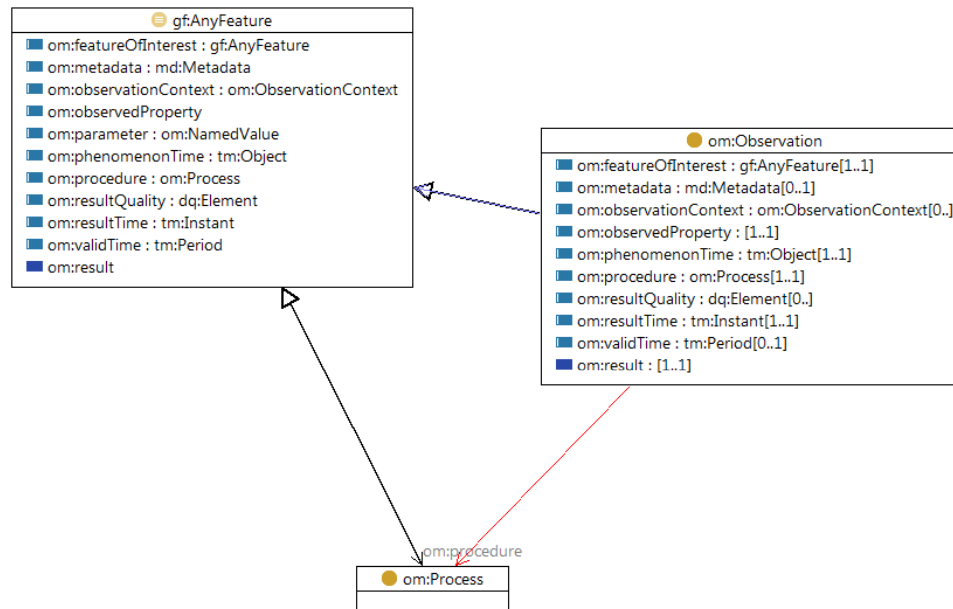 gf:AnyFeature
om:featureOfInterest : gf:AnyFeature
om:metadata : md:Metadata
om:observationContext : om:ObservationContext
om:observedProperty
om:parameter : om:NamedValue
om:phenomenonTime : tm:Object
om:procedure : om:Process
om:resultQuality : dq:Element
om:resultTime : tm:Instant
om:validTime : tm:Period
om:result
om:Observation
om:featureOfInterest : gf:AnyFeature[1..1]
om:metadata : md:Metadata[0..1]
om:observationContext : om:ObservationContext[0..]
om:observedProperty : [1..1]
om:phenomenonTime : tm:Object[1..1]
om:procedure : om:Process[1..1]
om:resultQuality : dq:Element[0..]
om:resultTime : tm:Instant[1..1]
om:validTime : tm:Period[0..1]
om:result : [1..1]
om:procedure
om:Process